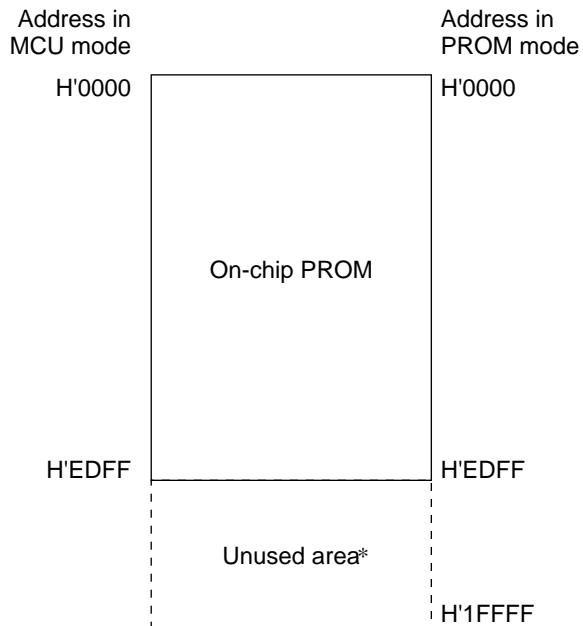 Address in
MCU mode
Address in
PROM mode
H'0000
H'0000
On-chip PROM
H'EDFF
H'EDFF
Unused area*
H'1FFFF